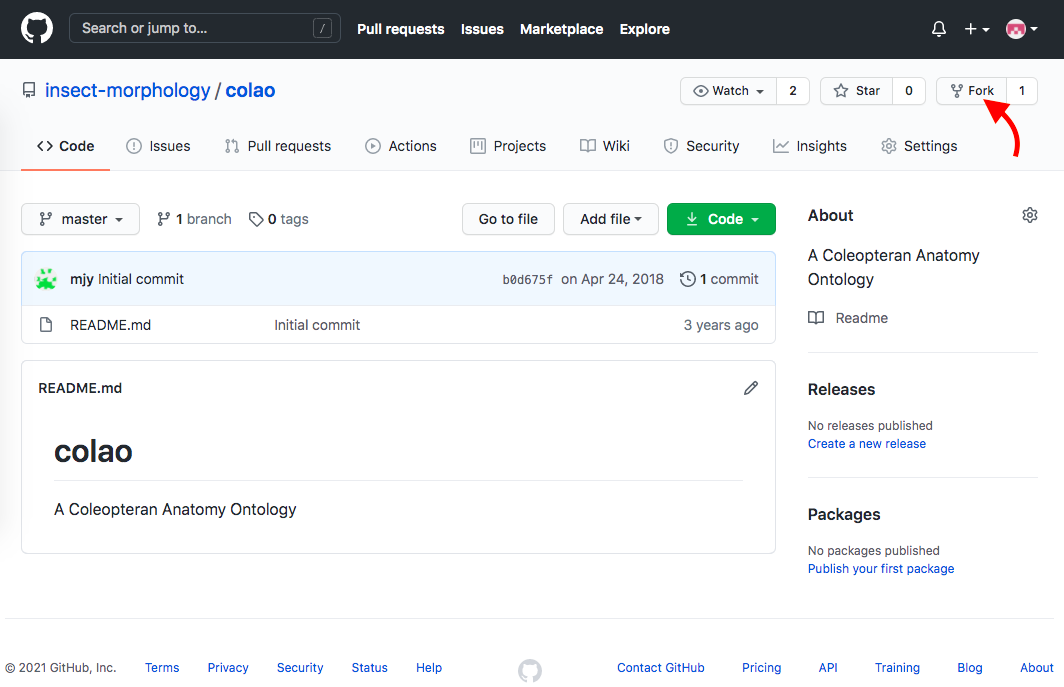 Search or jump to... /
Pull requests Issues Marketplace Explore
insect-morphology / colao
Watch 2 Star 0 Fork 1
Code Issues Pull requests Actions Projects Wiki Security Insights Settings
master 1 branch 0 tags Go to file Add file Code
mjy Initial commit b0d675f on Apr 24, 2018 1 commit
README.md Initial commit 3 years ago
README.md
colao
A Coleopteran Anatomy Ontology
About
A Coleopteran Anatomy
Ontology
Readme
Releases
No releases published
Create a new release
Packages
No packages published
Publish your first package
© 2021 GitHub, Inc. Terms Privacy Security Status Help Contact GitHub Pricing API Training Blog About